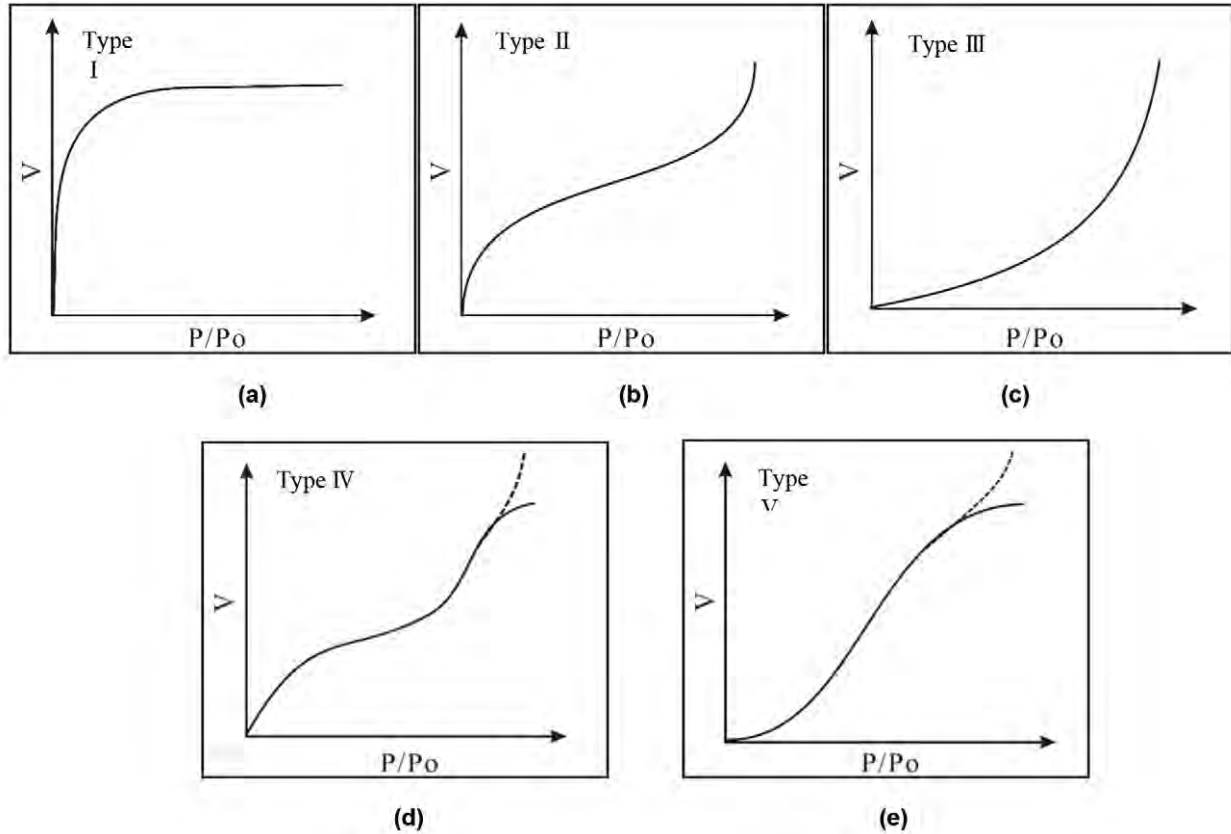 Type
I
V
P/Po
(a)
Type II
V
P/Po
(b)
Type III
V
P/Po
(c)
Type IV
V
P/Po
(d)
Type
V
V
P/Po
(e)